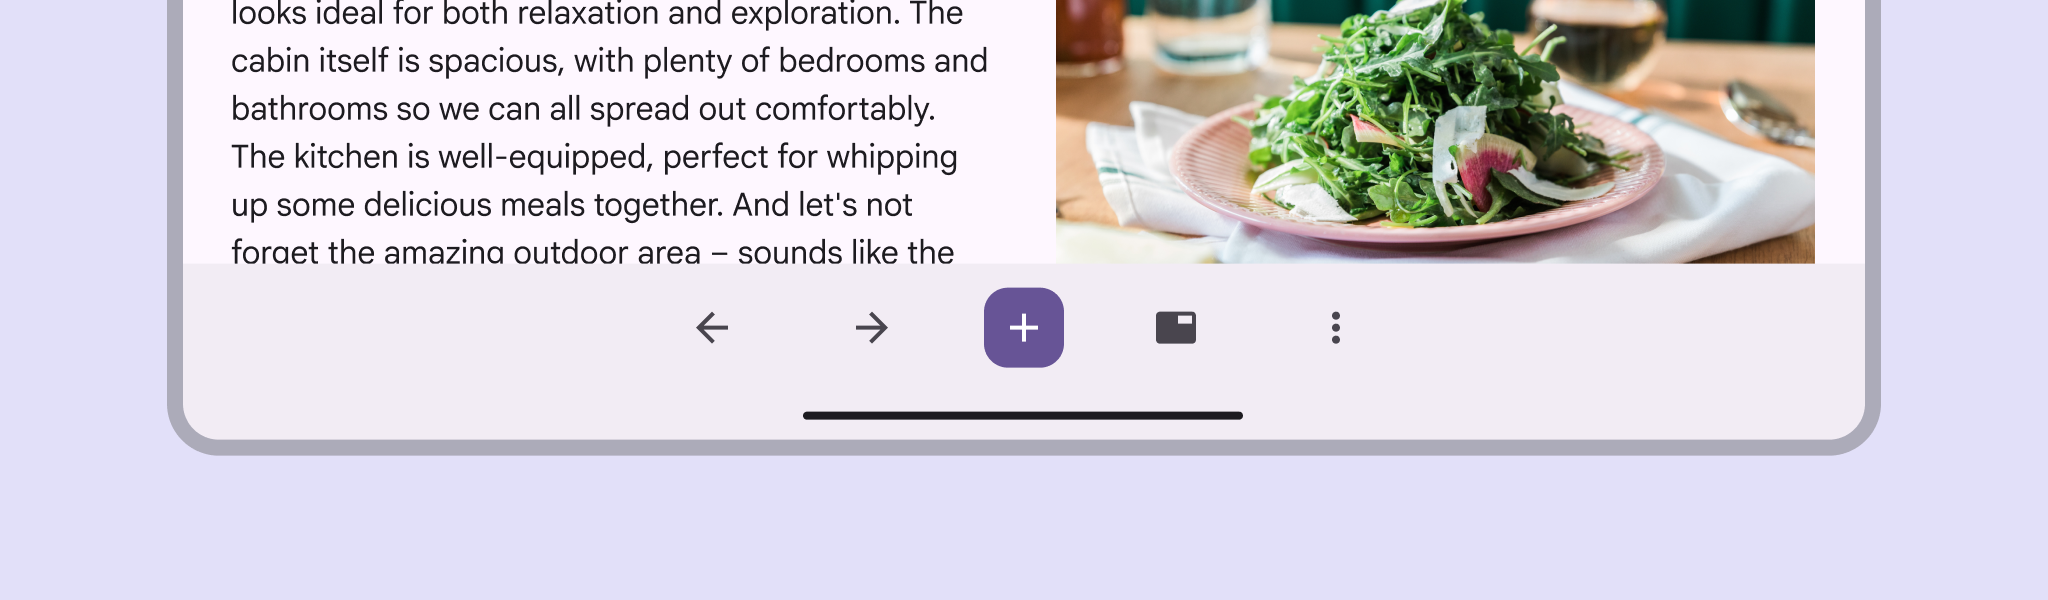 looks ideal for both relaxation and exploration. The
cabin itself is spacious, with plenty of bedrooms and
bathrooms so we can all spread out comfortably.
The kitchen is well-equipped, perfect for whipping
up some delicious meals together. And let's not
forget the amazing outdoor area – sounds like the